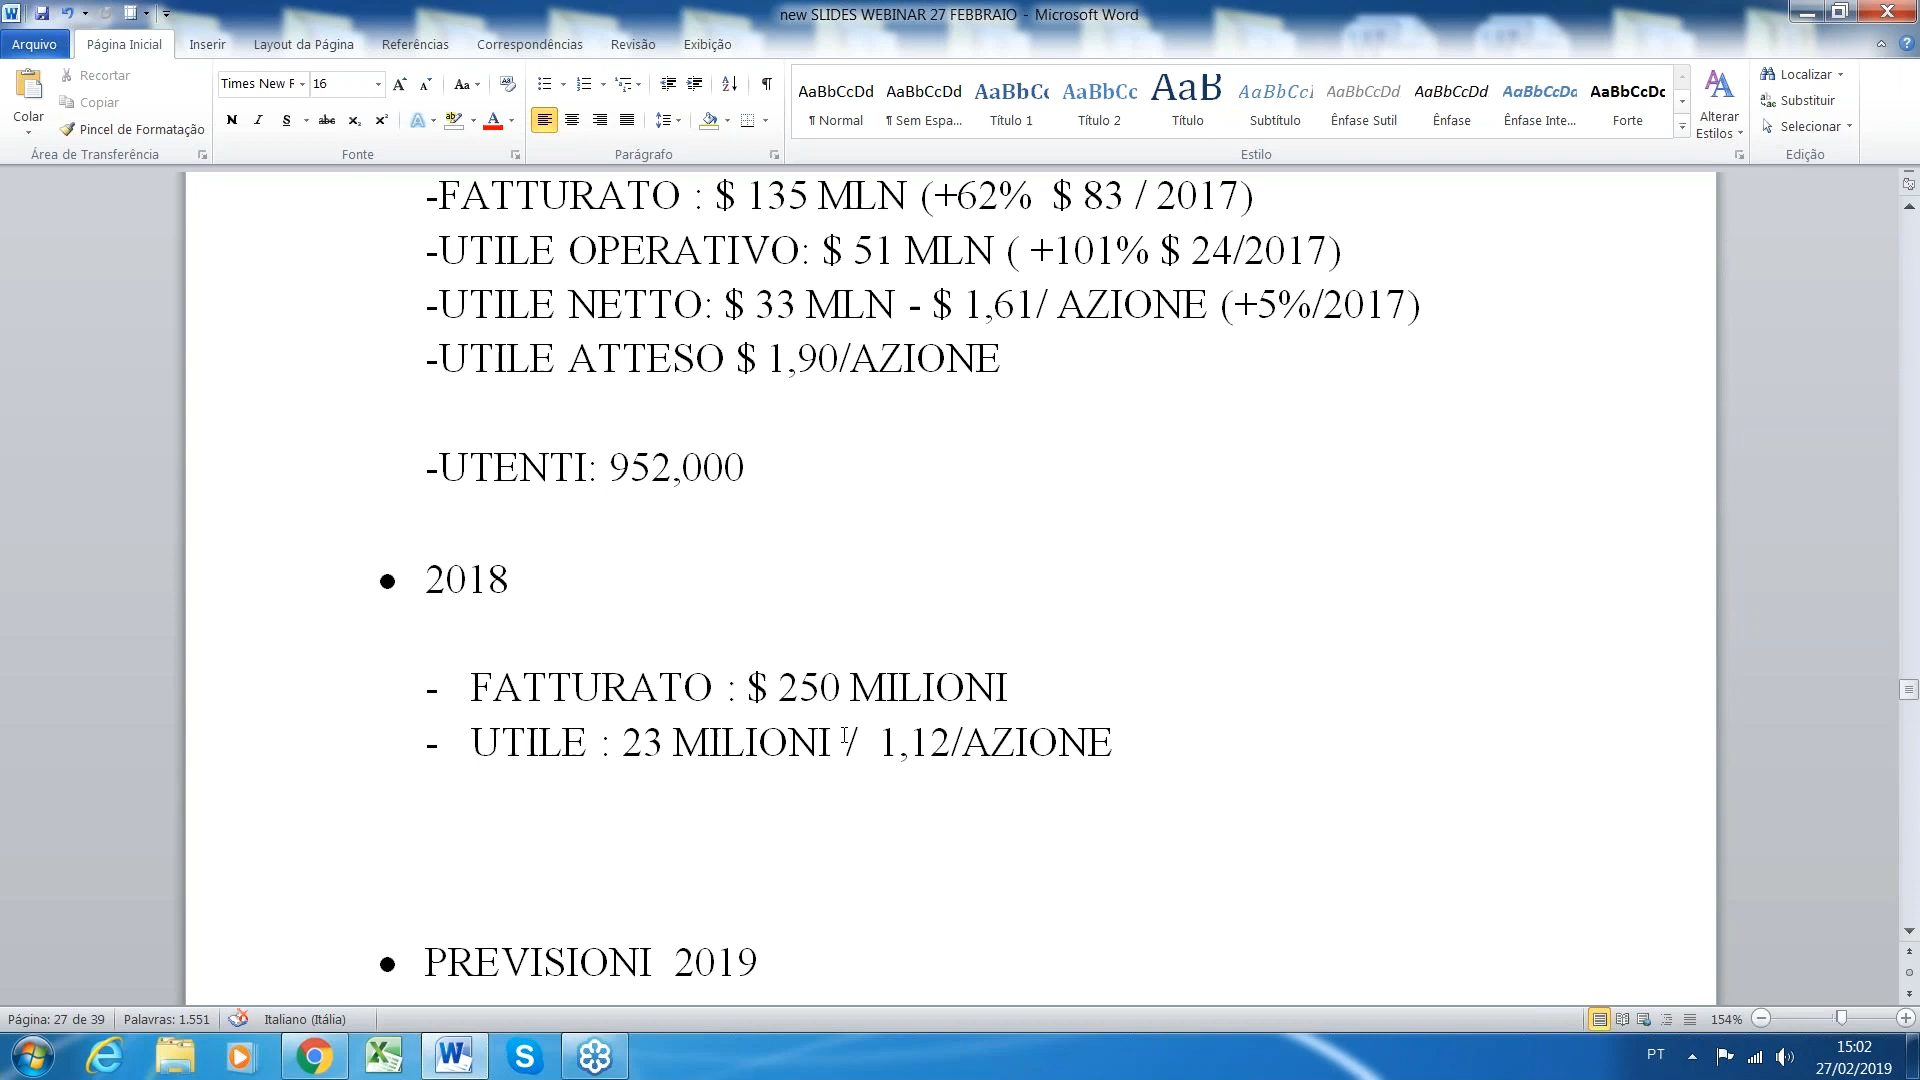 new SLIDES WEBINAR 27 FEBBRAIO - Microsoft Word
Arquivo Página Inicial Inserir Layout da Página Referências Correspondências Revisão Exibição
Colar
Recortar
Copiar
Pincel de Formatação
Área de Transferência
Times New F 16
N I S abc x₂ x²
Fonte
Parágrafo
AaBbCcDd AaBbCcDd AaBbCc AaBbCc AaB AaBbCcI AaBbCcDd AaBbCcDd AaBbCcDd AaBbCcDc
¶ Normal ¶ Sem Espa... Título 1 Título 2 Título Subtítulo Ênfase Sutil Ênfase Ênfase Inte... Forte
Estilo
Alterar
Estilos
Localizar
Substituir
Selecionar
Edição
-FATTURATO : $ 135 MLN (+62% $ 83 / 2017)
-UTILE OPERATIVO: $ 51 MLN ( +101% $ 24/2017)
-UTILE NETTO: $ 33 MLN - $ 1,61/ AZIONE (+5%/2017)
-UTILE ATTESO $ 1,90/AZIONE
-UTENTI: 952,000
• 2018
- FATTURATO : $ 250 MILIONI
- UTILE : 23 MILIONI / 1,12/AZIONE
• PREVISIONI 2019
Página: 27 de 39 Palavras: 1.551 Italiano (Itália) 154%
PT 15:02
27/02/2019